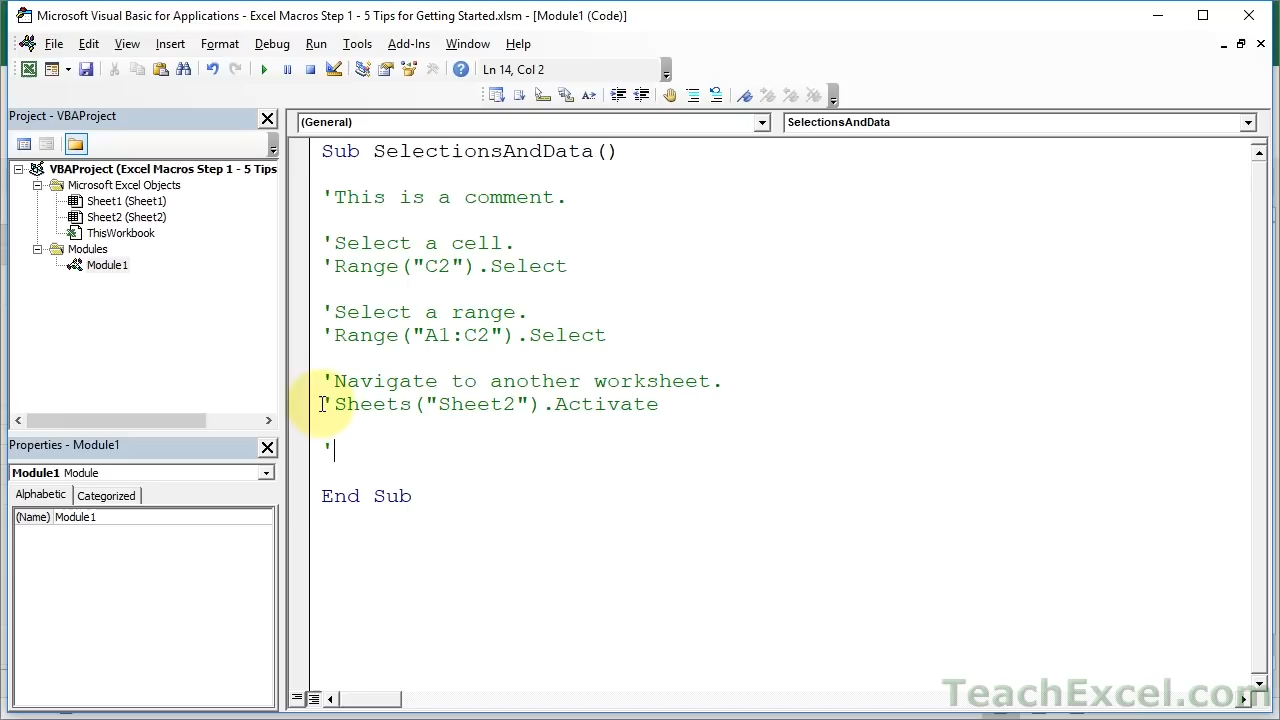 Microsoft Visual Basic for Applications - Excel Macros Step 1 - 5 Tips for Getting Started.xlsm - [Module1 (Code)]
File Edit View Insert Format Debug Run Tools Add-Ins Window Help
Ln 14, Col 2
Project - VBAProject
(General)
SelectionsAndData
VBAProject (Excel Macros Step 1 - 5 Tips
Microsoft Excel Objects
Sheet1 (Sheet1)
Sheet2 (Sheet2)
ThisWorkbook
Modules
Module1
Sub SelectionsAndData()
'This is a comment.
'Select a cell.
'Range("C2").Select
'Select a range.
'Range("A1:C2").Select
'Navigate to another worksheet.
'Sheets("Sheet2").Activate
'
End Sub
Properties - Module1
Module1 Module
Alphabetic Categorized
(Name) Module1
TeachExcel.com